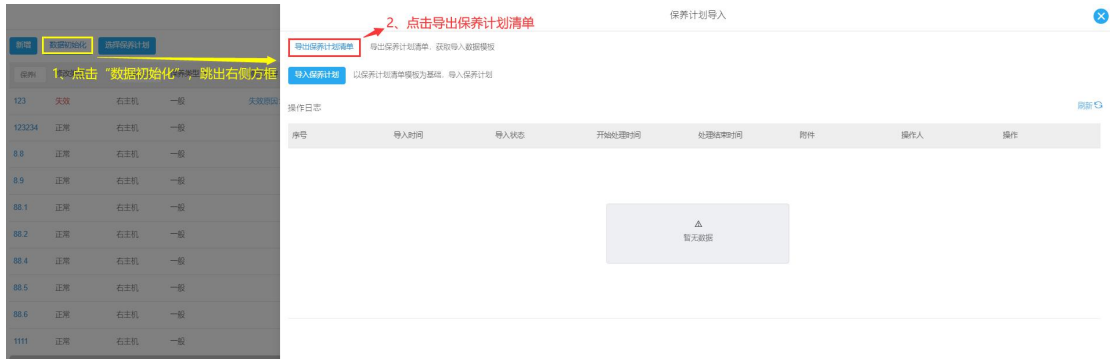 保养计划导入
2、点击导出保养计划清单
新增 数据初始化 选择保养计划
导出保养计划清单 导出保养计划清单，获取导入数据模板
1、点击“数据初始化”，跳出右侧方框
导入保养计划 以保养计划清单模板为基础，导入保养计划
操作日志 刷新
序号 导入时间 导入状态 开始处理时间 处理结束时间 附件 操作人 操作
123 失效 右主机 一般 失效原因
123234 正常 右主机 一般
8.8 正常 右主机 一般
8.9 正常 右主机 一般
88.1 正常 右主机 一般
88.2 正常 右主机 一般
88.4 正常 右主机 一般
88.5 正常 右主机 一般
88.6 正常 右主机 一般
1111 正常 右主机 一般
暂无数据